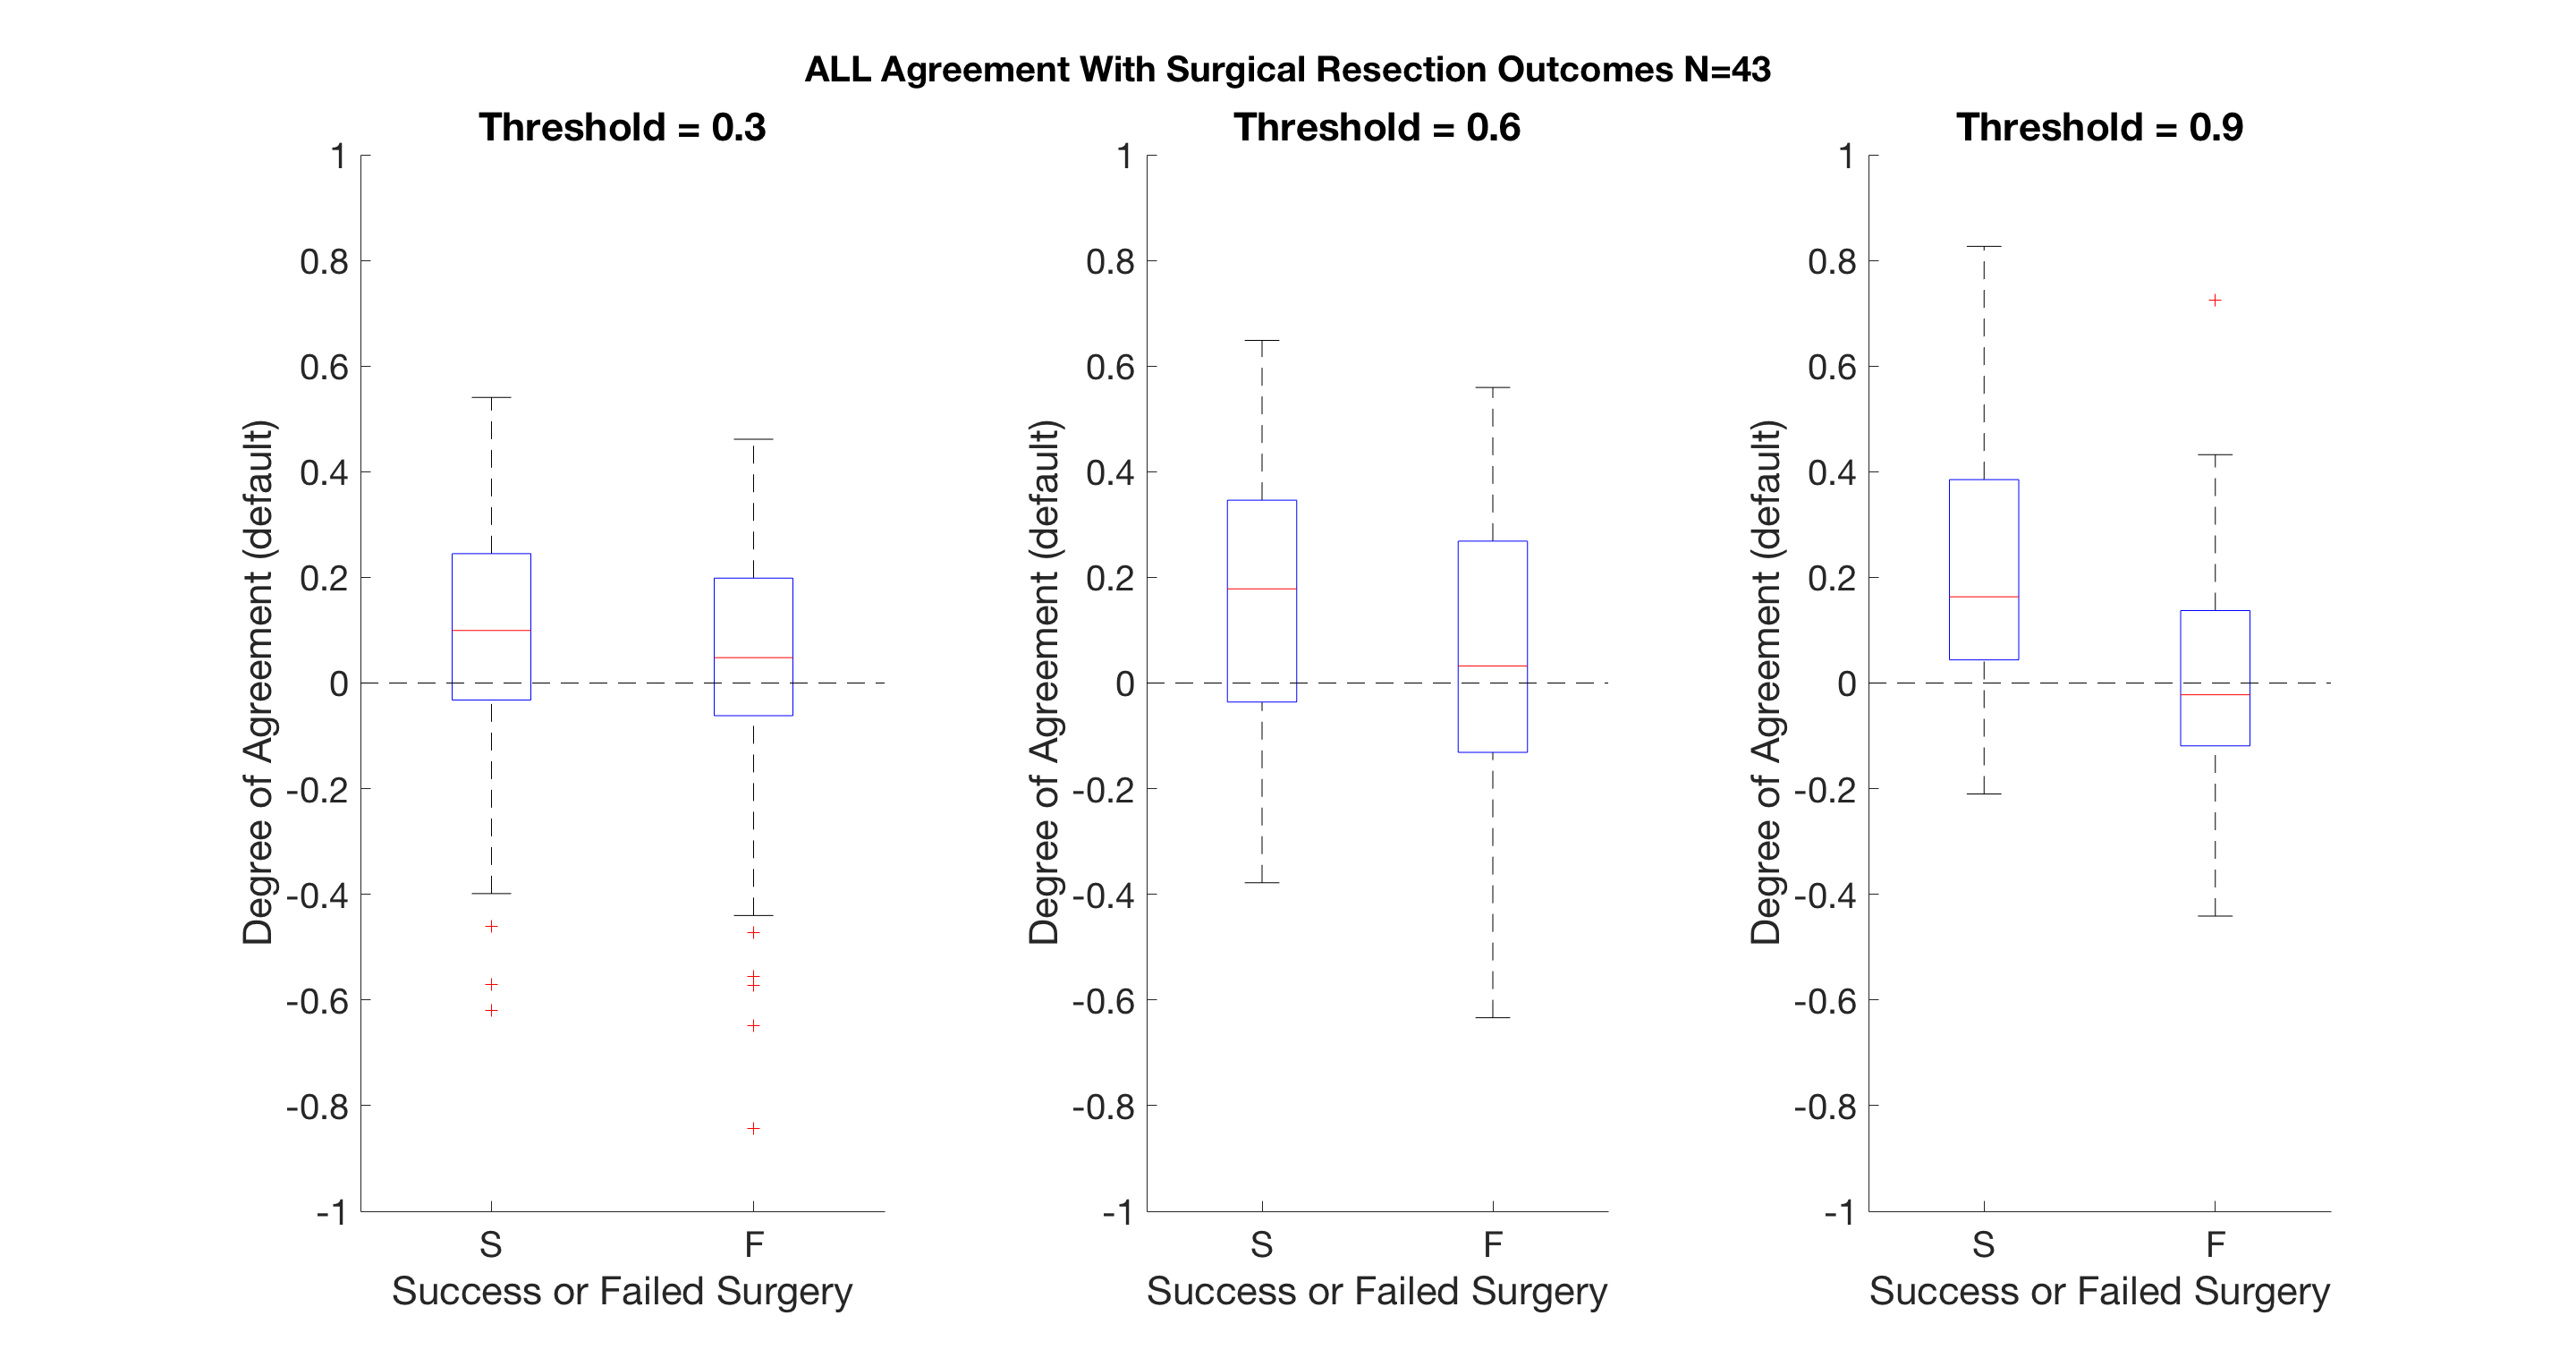 ALL Agreement With Surgical Resection Outcomes N=43
Threshold = 0.3
1
0.8
0.6
0.4
0.2
0
-0.2
-0.4
-0.6
-0.8
-1
Degree of Agreement (default)
S F
Success or Failed Surgery
Threshold = 0.6
1
0.8
0.6
0.4
0.2
0
-0.2
-0.4
-0.6
-0.8
-1
Degree of Agreement (default)
S F
Success or Failed Surgery
Threshold = 0.9
1
0.8
0.6
0.4
0.2
0
-0.2
-0.4
-0.6
-0.8
-1
Degree of Agreement (default)
S F
Success or Failed Surgery